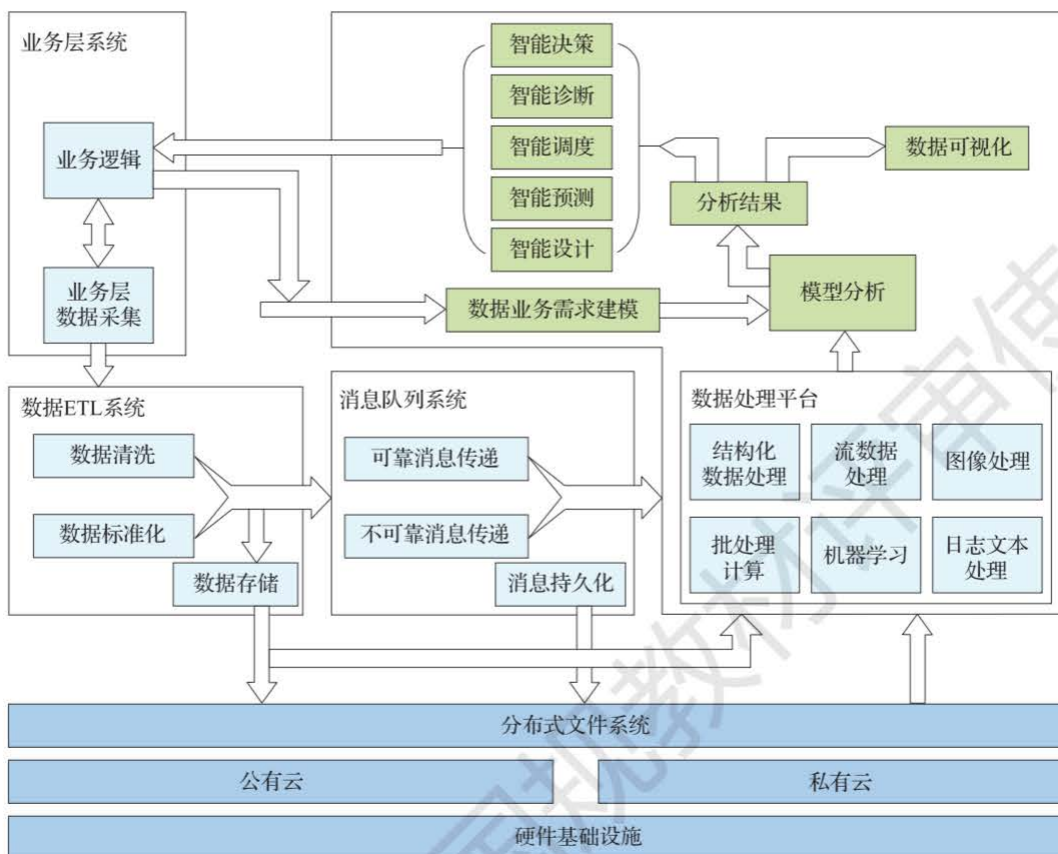 业务层系统
业务逻辑
业务层
数据采集
智能决策
智能诊断
智能调度
智能预测
智能设计
数据可视化
分析结果
模型分析
数据业务需求建模
数据ETL系统
数据清洗
数据标准化
数据存储
消息队列系统
可靠消息传递
不可靠消息传递
消息持久化
数据处理平台
结构化
数据处理
流数据
处理
图像处理
批处理
计算
机器学习
日志文本
处理
分布式文件系统
公有云
私有云
硬件基础设施
规教材评审使